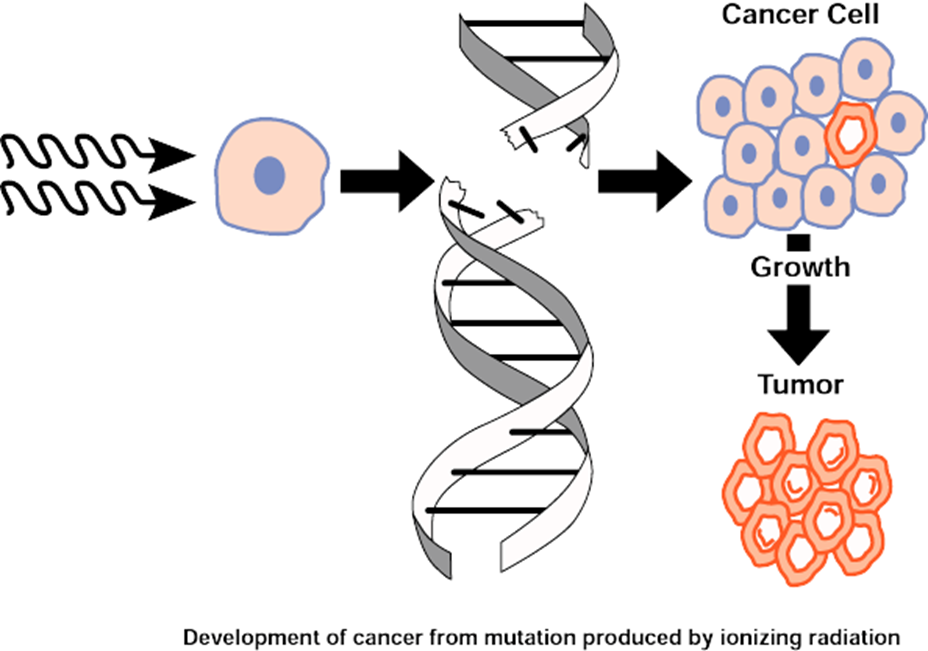 Cancer Cell
Growth
Tumor
Development of cancer from mutation produced by ionizing radiation